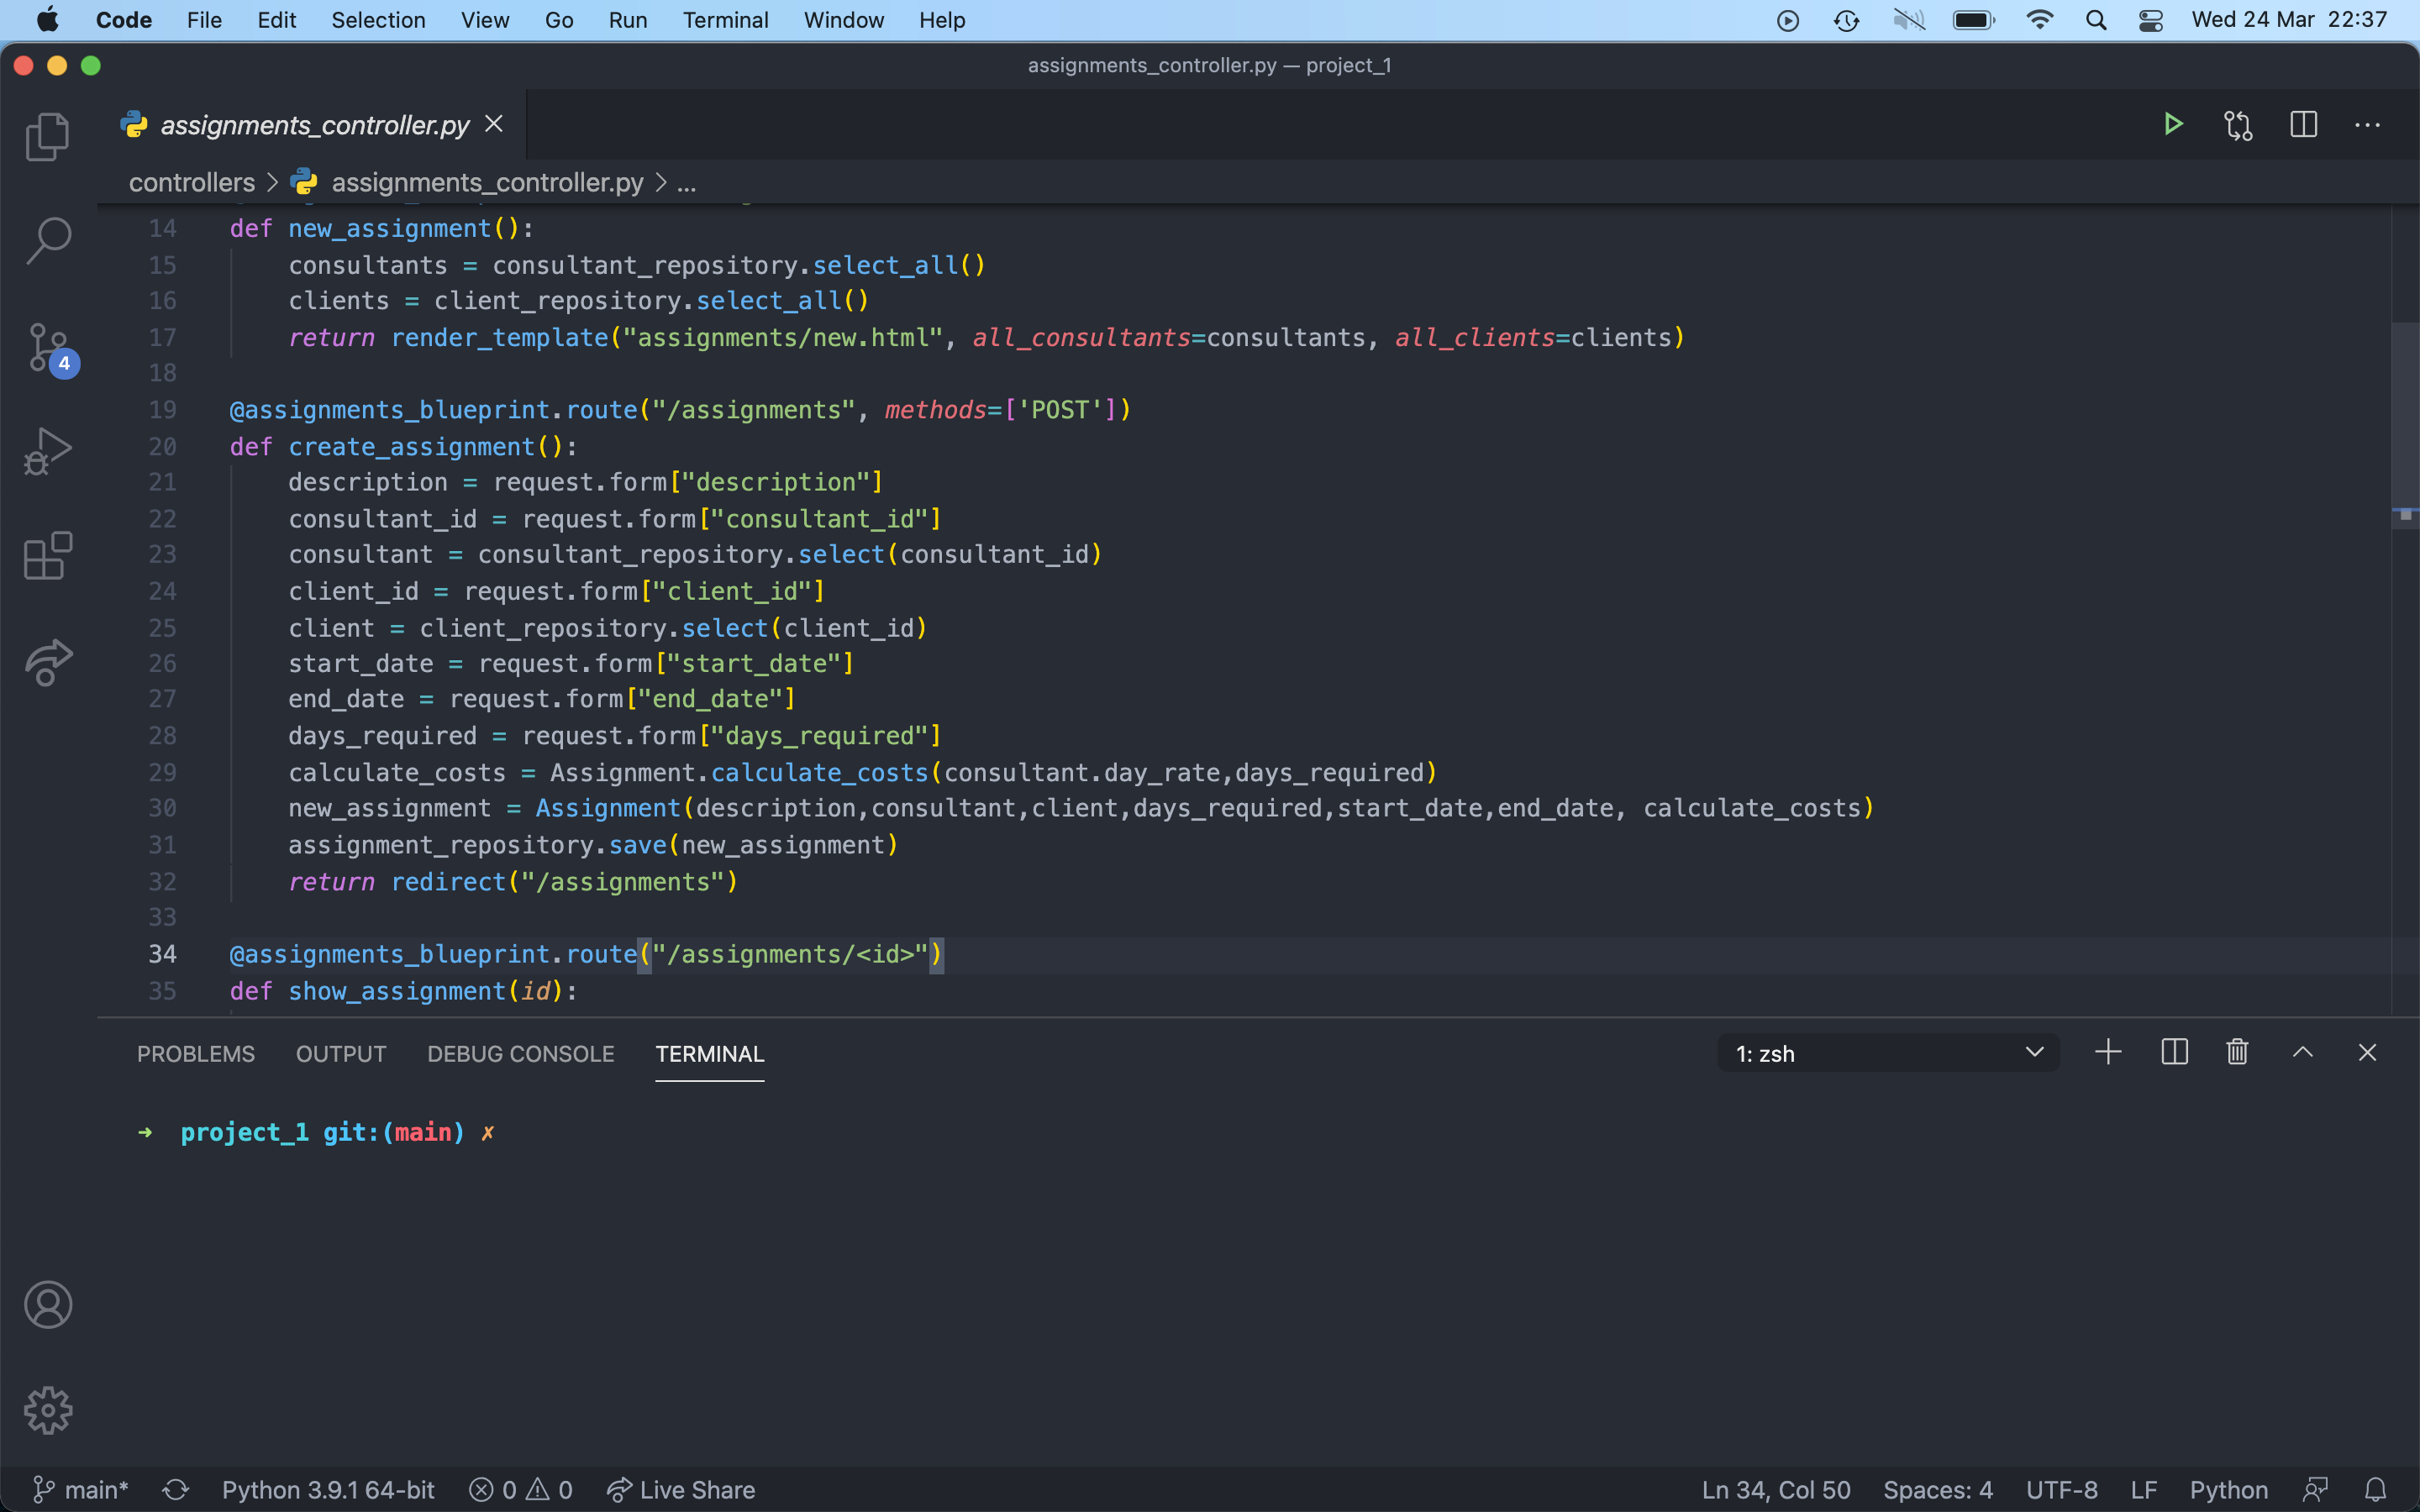 Code File Edit Selection View Go Run Terminal Window Help Wed 24 Mar 22:37
assignments_controller.py — project_1
assignments_controller.py
controllers > assignments_controller.py > ...
14 def new_assignment():
15 consultants = consultant_repository.select_all()
16 clients = client_repository.select_all()
17 return render_template("assignments/new.html", all_consultants=consultants, all_clients=clients)
18
19 @assignments_blueprint.route("/assignments", methods=['POST'])
20 def create_assignment():
21 description = request.form["description"]
22 consultant_id = request.form["consultant_id"]
23 consultant = consultant_repository.select(consultant_id)
24 client_id = request.form["client_id"]
25 client = client_repository.select(client_id)
26 start_date = request.form["start_date"]
27 end_date = request.form["end_date"]
28 days_required = request.form["days_required"]
29 calculate_costs = Assignment.calculate_costs(consultant.day_rate,days_required)
30 new_assignment = Assignment(description,consultant,client,days_required,start_date,end_date, calculate_costs)
31 assignment_repository.save(new_assignment)
32 return redirect("/assignments")
33
34 @assignments_blueprint.route("/assignments/<id>")
35 def show_assignment(id):
4
PROBLEMS OUTPUT DEBUG CONSOLE TERMINAL 1: zsh
➜ project_1 git:(main) ✗
main* Python 3.9.1 64-bit 0 0 Live Share Ln 34, Col 50 Spaces: 4 UTF-8 LF Python